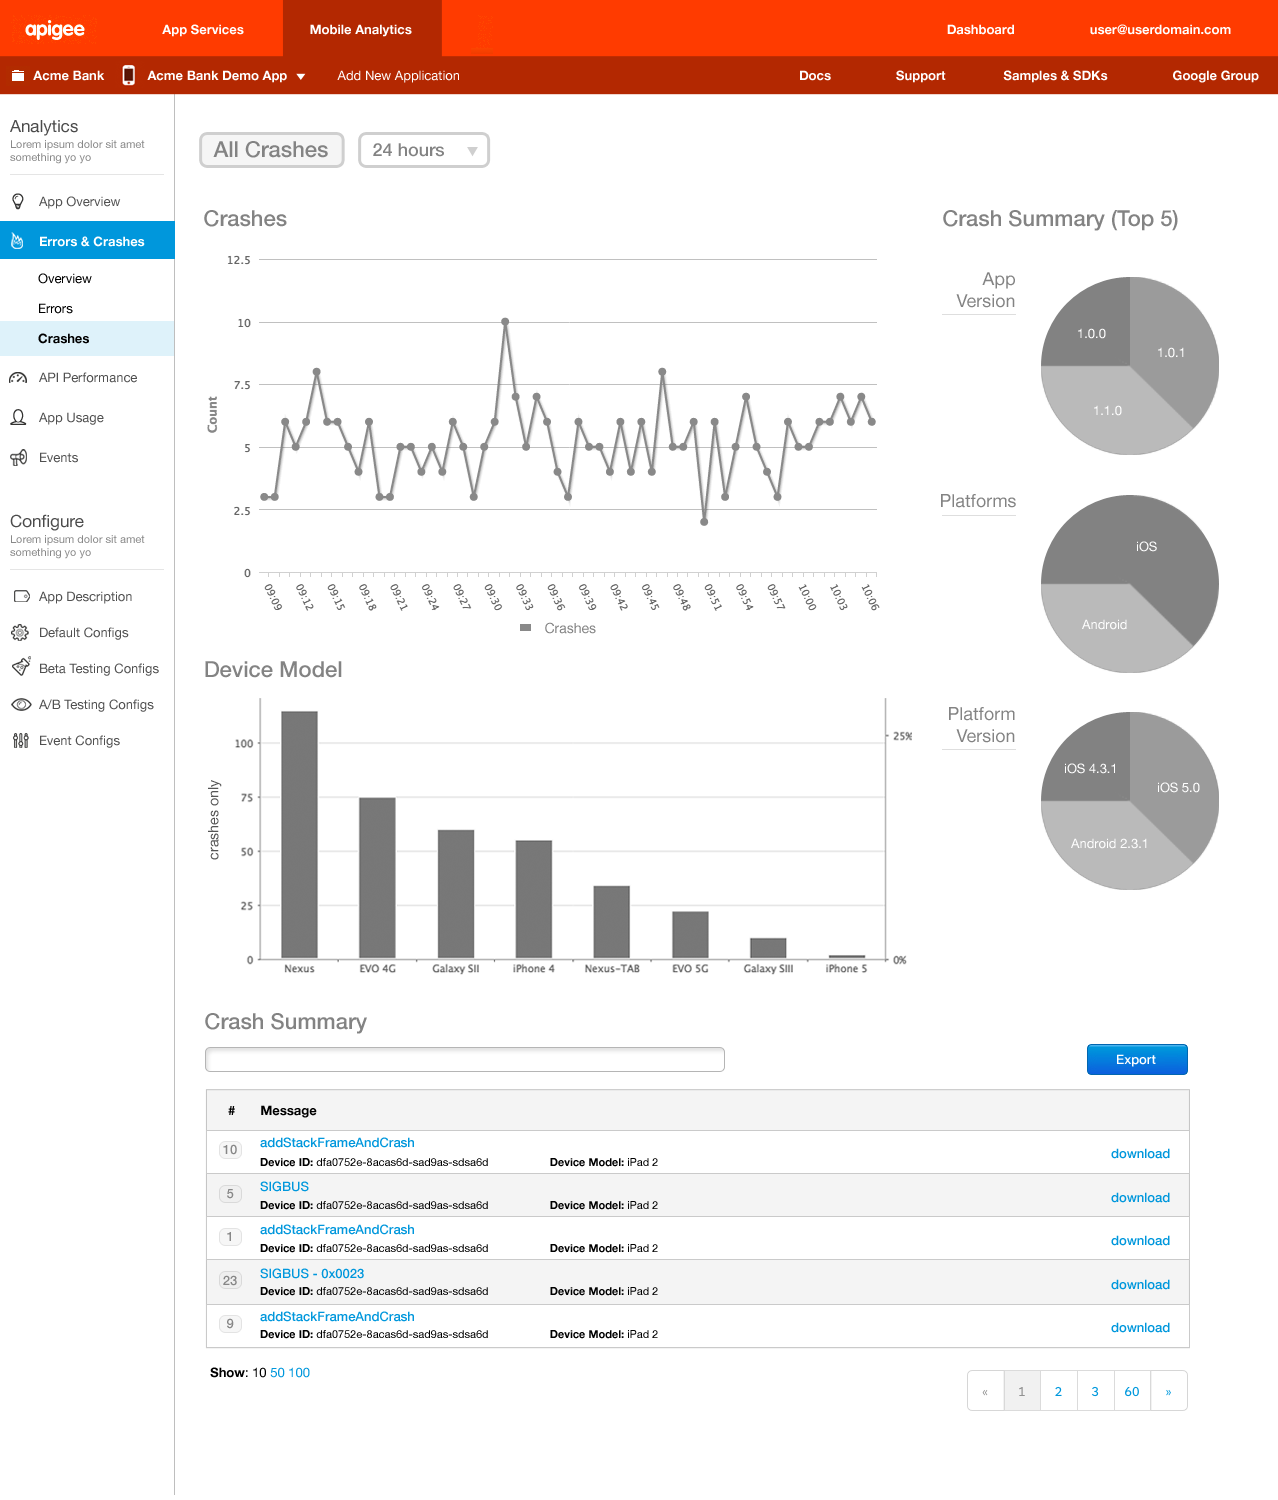 apigee
App Services
Mobile Analytics
Dashboard
user@userdomain.com
Acme Bank
Acme Bank Demo App
Add New Application
Docs
Support
Samples & SDKs
Google Group
Analytics
Lorem ipsum dolor sit amet
something yo yo
App Overview
Errors & Crashes
Overview
Errors
Crashes
API Performance
App Usage
Events
Configure
Lorem ipsum dolor sit amet
something yo yo
App Description
Default Configs
Beta Testing Configs
A/B Testing Configs
Event Configs
All Crashes
24 hours
Crashes
12.5
10
7.5
5
2.5
0
Count
09:09 09:12 09:15 09:18 09:21 09:24 09:27 09:30 09:33 09:36 09:39 09:42 09:45 09:48 09:51 09:54 09:57 10:00 10:03 10:06
Crashes
Crash Summary (Top 5)
App
Version
1.0.0
1.0.1
1.1.0
Platforms
iOS
Android
Platform
Version
iOS 4.3.1
iOS 5.0
Android 2.3.1
Device Model
100
75
50
25
0
crashes only
25%
0%
Nexus EVO 4G Galaxy SII iPhone 4 Nexus-TAB EVO 5G Galaxy SIII iPhone 5
Crash Summary
Export
# Message
10 addStackFrameAndCrash
Device ID: dfa0752e-8acas6d-sad9as-sdsa6d Device Model: iPad 2
download
5 SIGBUS
Device ID: dfa0752e-8acas6d-sad9as-sdsa6d Device Model: iPad 2
download
1 addStackFrameAndCrash
Device ID: dfa0752e-8acas6d-sad9as-sdsa6d Device Model: iPad 2
download
23 SIGBUS - 0x0023
Device ID: dfa0752e-8acas6d-sad9as-sdsa6d Device Model: iPad 2
download
9 addStackFrameAndCrash
Device ID: dfa0752e-8acas6d-sad9as-sdsa6d Device Model: iPad 2
download
Show: 10 50 100
« 1 2 3 60 »